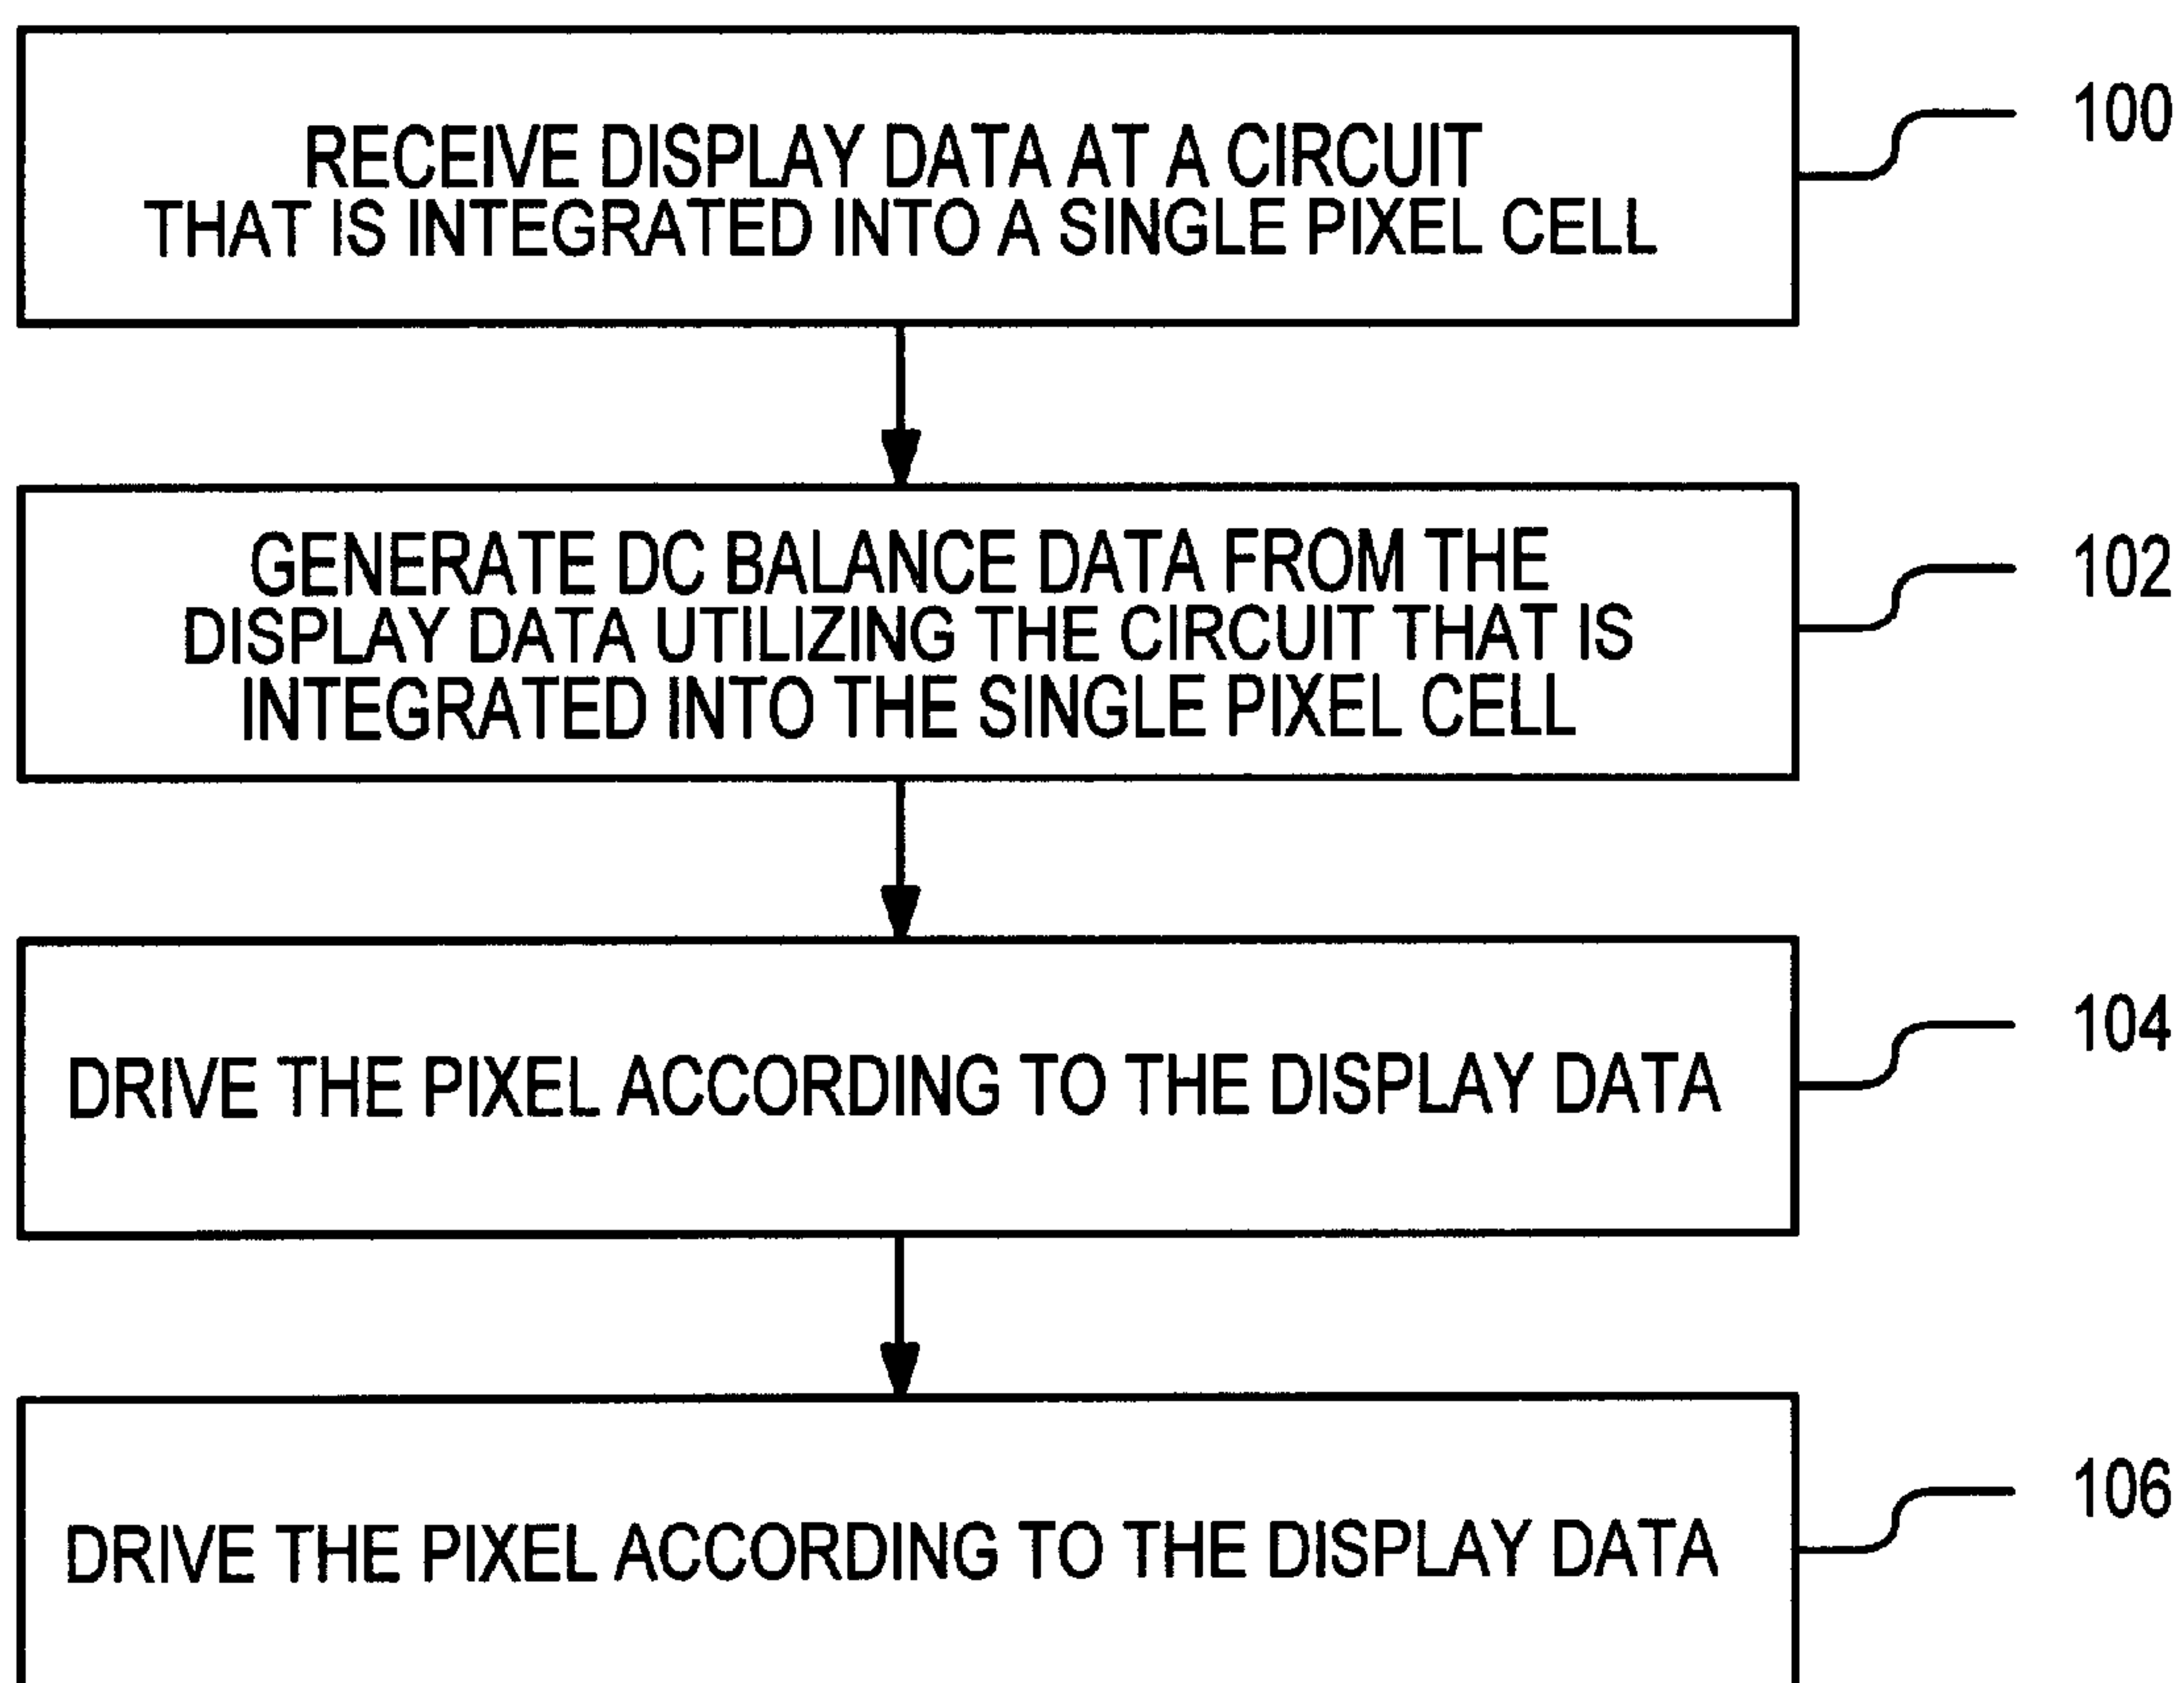 RECEIVE DISPLAY DATA AT A CIRCUIT
THAT IS INTEGRATED INTO A SINGLE PIXEL CELL
100
GENERATE DC BALANCE DATA FROM THE
DISPLAY DATA UTILIZING THE CIRCUIT THAT IS
INTEGRATED INTO THE SINGLE PIXEL CELL
102
DRIVE THE PIXEL ACCORDING TO THE DISPLAY DATA
104
DRIVE THE PIXEL ACCORDING TO THE DISPLAY DATA
106